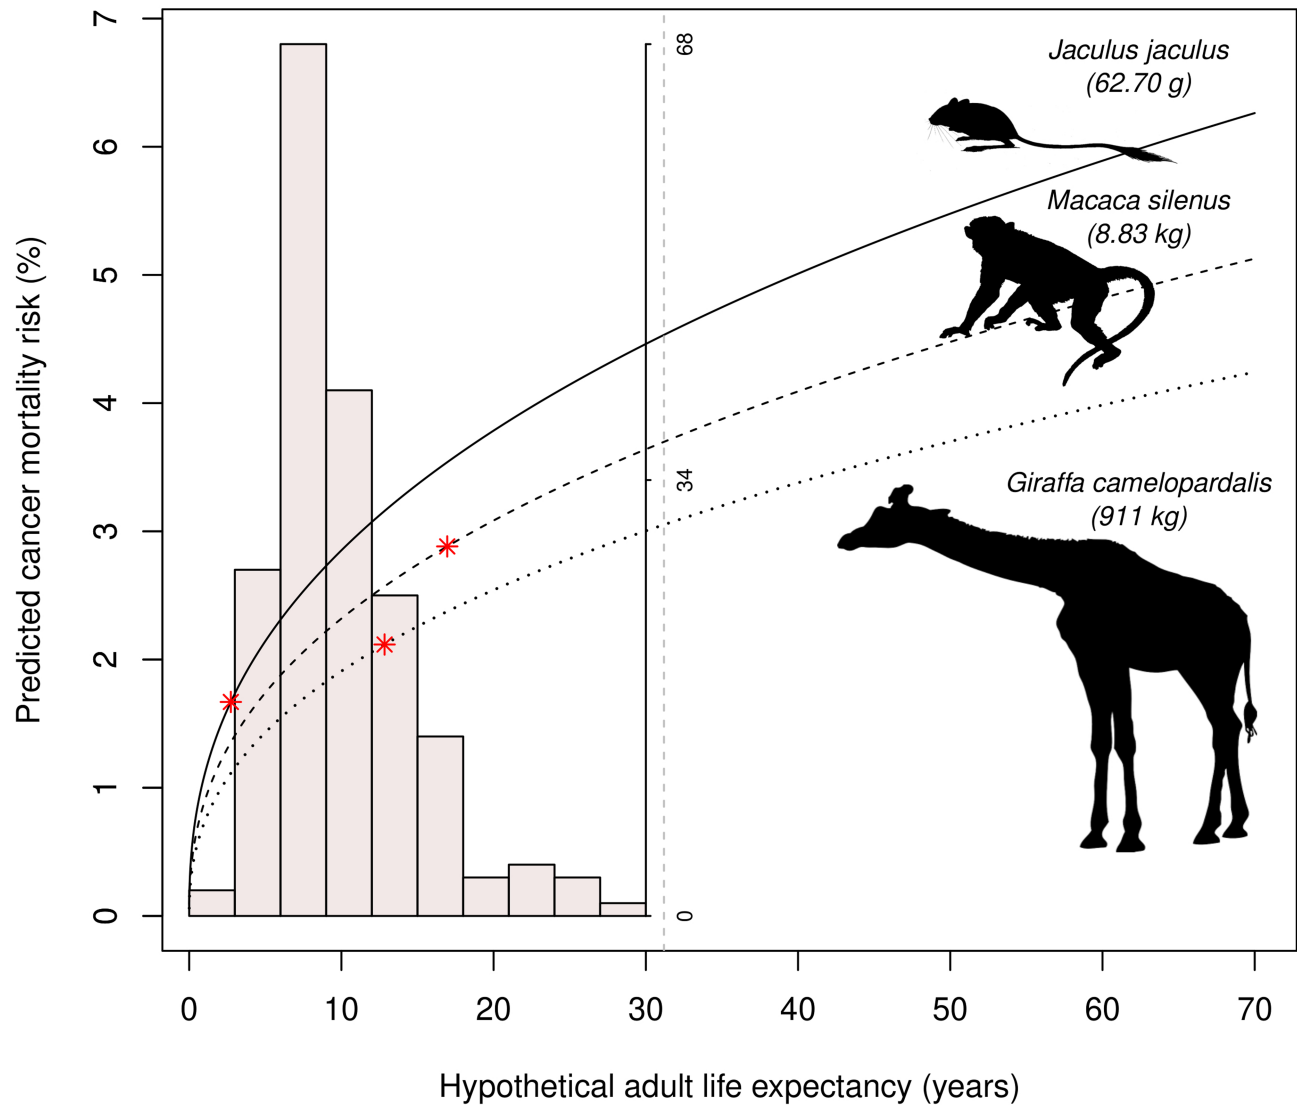 7
6
5
4
3
2
1
0
Predicted cancer mortality risk (%)
68
34
0
Jaculus jaculus
(62.70 g)
Macaca silenus
(8.83 kg)
Giraffa camelopardalis
(911 kg)
0 10 20 30 40 50 60 70
Hypothetical adult life expectancy (years)